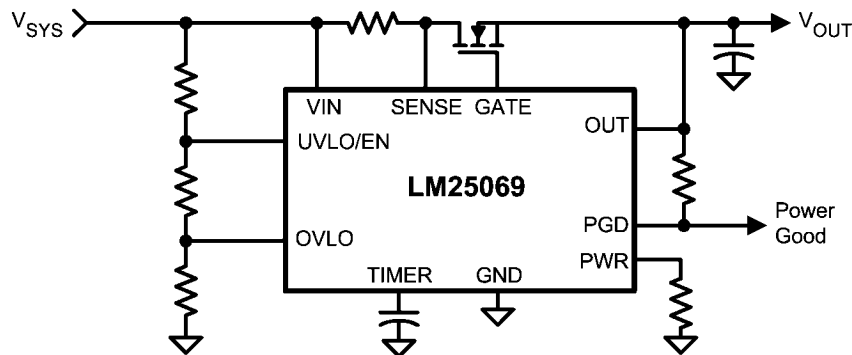 VSYS
VOUT
VIN
SENSE
GATE
UVLO/EN
OUT
LM25069
OVLO
PGD
Power
Good
PWR
TIMER
GND